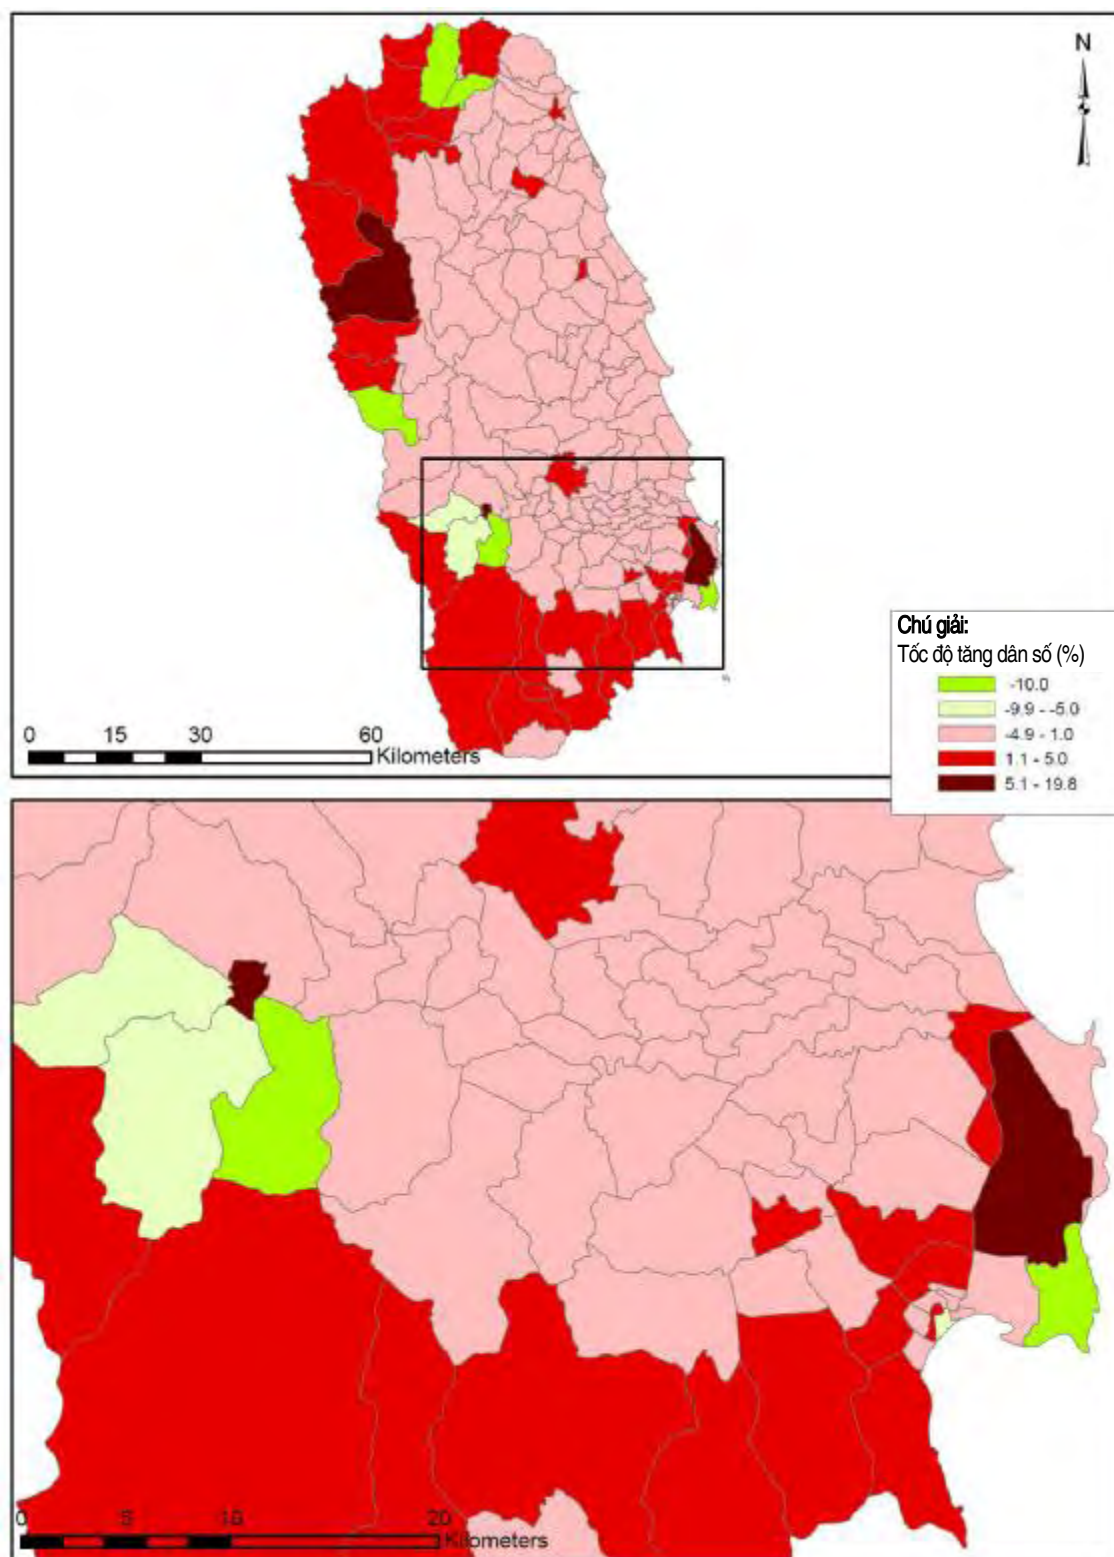 N
Chú giải:
Tốc độ tăng dân số (%)
-10.0
-9.9 - -5.0
-4.9 - 1.0
1.1 - 5.0
5.1 - 19.8
0 15 30 60
Kilometers
0 5 10 20
Kilometers